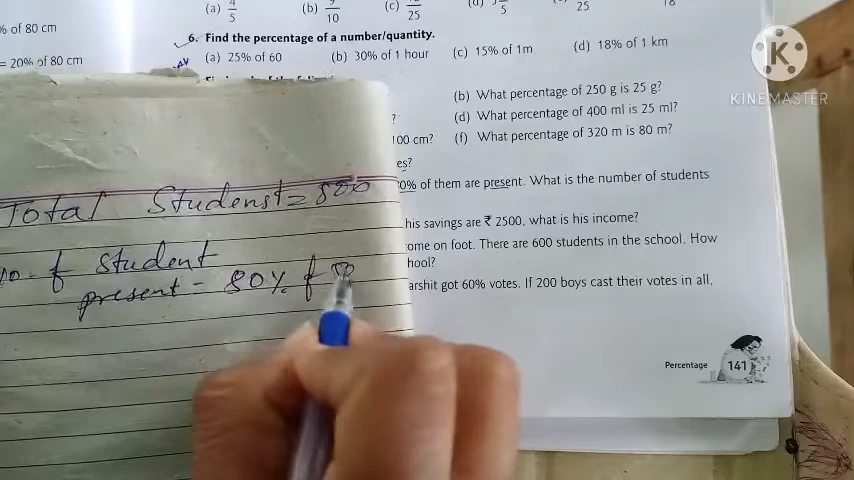 (a) 4/5 (b) 9/10 (c) /25 (d) /5 25 18
% of 80 cm
6. Find the percentage of a number/quantity.
= 20% of 80 cm
(a) 25% of 60 (b) 30% of 1 hour (c) 15% of 1m (d) 18% of 1 km
(b) What percentage of 250 g is 25 g?
? (d) What percentage of 400 ml is 25 ml?
100 cm? (f) What percentage of 320 m is 80 m?
es?
0% of them are present. What is the number of students
his savings are ₹ 2500, what is his income?
ome on foot. There are 600 students in the school. How
hool?
arshit got 60% votes. If 200 boys cast their votes in all,
Percentage 141
Total Studenst = 800
no. of student
present = 80% of
KINEMASTER